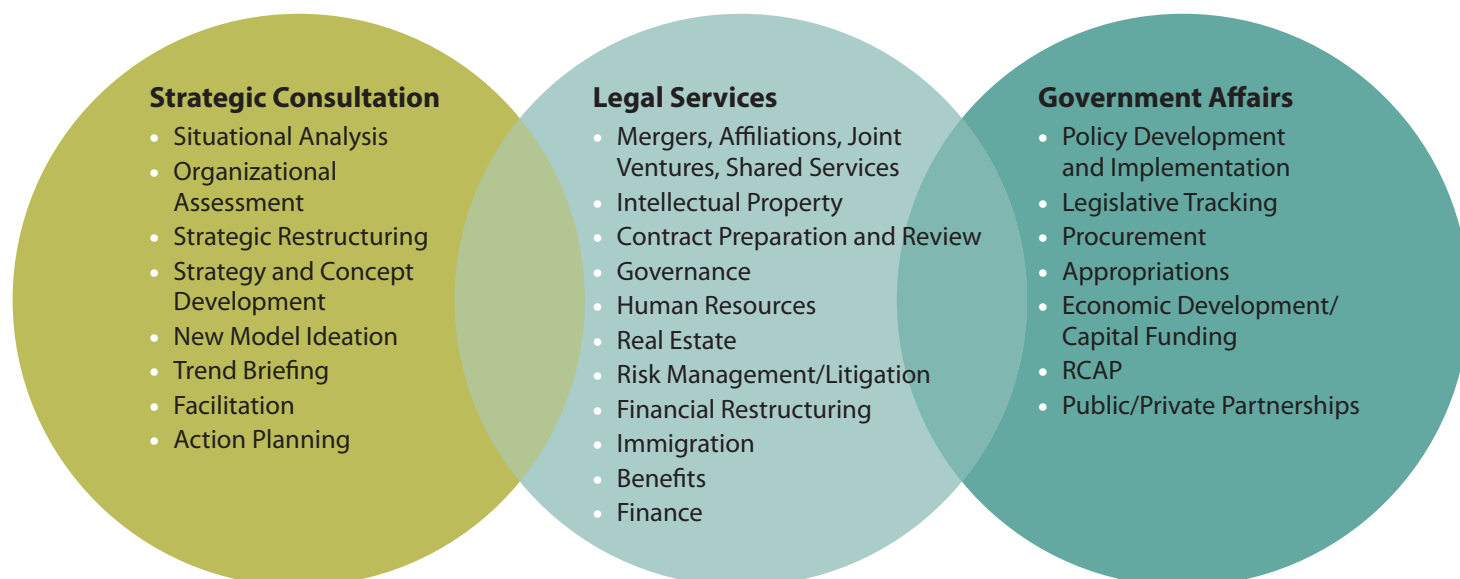 Strategic Consultation
• Situational Analysis
• Organizational
Assessment
• Strategic Restructuring
• Strategy and Concept
Development
• New Model Ideation
• Trend Briefing
• Facilitation
• Action Planning
Legal Services
• Mergers, Affiliations, Joint
Ventures, Shared Services
• Intellectual Property
• Contract Preparation and Review
• Governance
• Human Resources
• Real Estate
• Risk Management/Litigation
• Financial Restructuring
• Immigration
• Benefits
• Finance
Government Affairs
• Policy Development
and Implementation
• Legislative Tracking
• Procurement
• Appropriations
• Economic Development/
Capital Funding
• RCAP
• Public/Private Partnerships